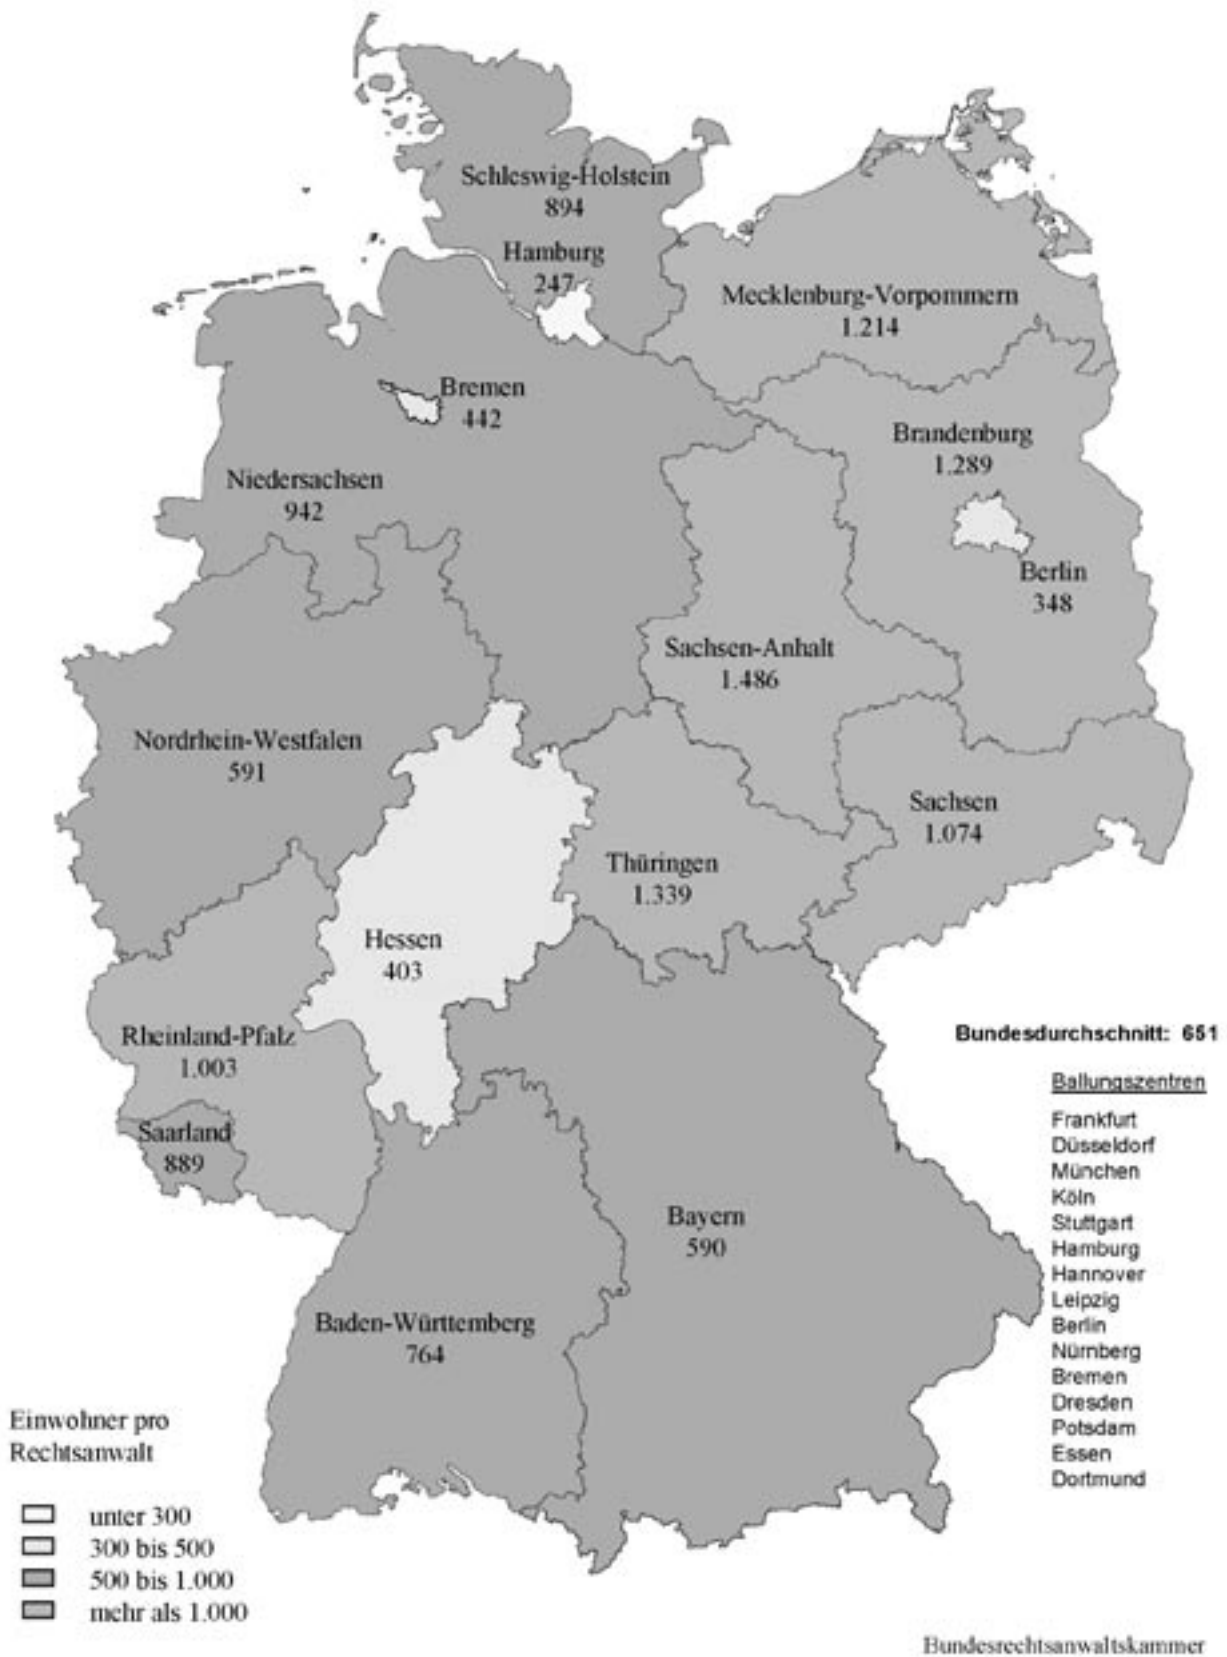 Schleswig-Holstein
894
Hamburg
247
Mecklenburg-Vorpommern
1.214
Bremen
442
Brandenburg
1.289
Niedersachsen
942
Berlin
348
Sachsen-Anhalt
1.486
Nordrhein-Westfalen
591
Sachsen
1.074
Thüringen
1.339
Hessen
403
Rheinland-Pfalz
1.003
Saarland
889
Bayern
590
Baden-Württemberg
764
Bundesdurchschnitt: 651
Ballungszentren
Frankfurt
Düsseldorf
München
Köln
Stuttgart
Hamburg
Hannover
Leipzig
Berlin
Nürnberg
Bremen
Dresden
Potsdam
Essen
Dortmund
Einwohner pro
Rechtsanwalt
unter 300
300 bis 500
500 bis 1.000
mehr als 1.000
Bundesrechtsanwaltskammer